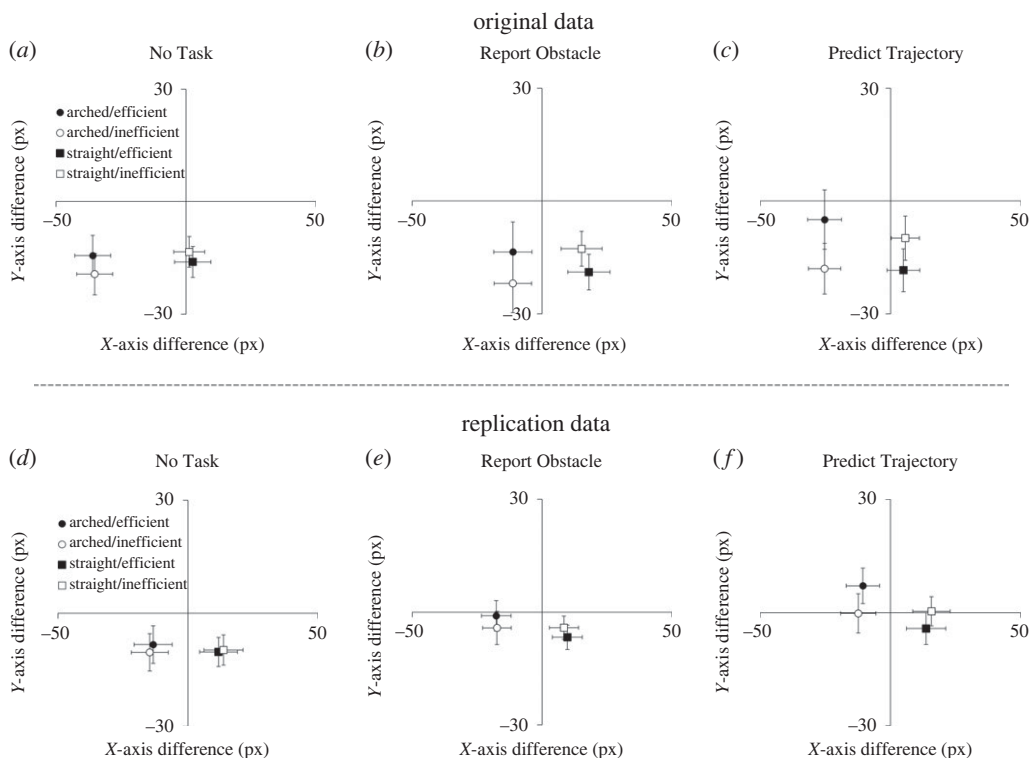 original data
(a) No Task
30
arched/efficient
arched/inefficient
straight/efficient
straight/inefficient
−50
50
−30
Y-axis difference (px)
X-axis difference (px)
(b) Report Obstacle
30
−50
50
−30
Y-axis difference (px)
X-axis difference (px)
(c) Predict Trajectory
30
−50
50
−30
Y-axis difference (px)
X-axis difference (px)
replication data
(d) No Task
30
arched/efficient
arched/inefficient
straight/efficient
straight/inefficient
−50
50
−30
Y-axis difference (px)
X-axis difference (px)
(e) Report Obstacle
30
−50
50
−30
Y-axis difference (px)
X-axis difference (px)
(f) Predict Trajectory
30
−50
50
−30
Y-axis difference (px)
X-axis difference (px)